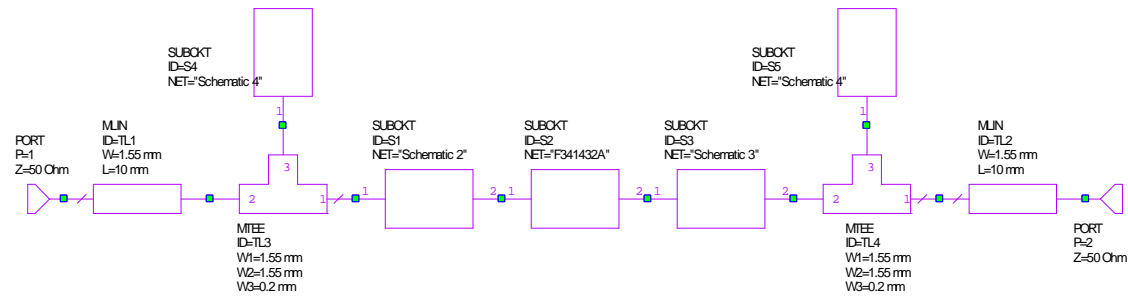 SUBCKT
ID=S4
NET="Schematic 4"
1
SUBCKT
ID=S5
NET="Schematic 4"
1
PORT
P=1
Z=50 Ohm
MLIN
ID=TL1
W=1.55 mm
L=10 mm
3
2
1
MTEE
ID=TL3
W1=1.55 mm
W2=1.55 mm
W3=0.2 mm
SUBCKT
ID=S1
NET="Schematic 2"
1
2
SUBCKT
ID=S2
NET="F341432A"
1
2
SUBCKT
ID=S3
NET="Schematic 3"
1
2
3
2
1
MTEE
ID=TL4
W1=1.55 mm
W2=1.55 mm
W3=0.2 mm
MLIN
ID=TL2
W=1.55 mm
L=10 mm
PORT
P=2
Z=50 Ohm